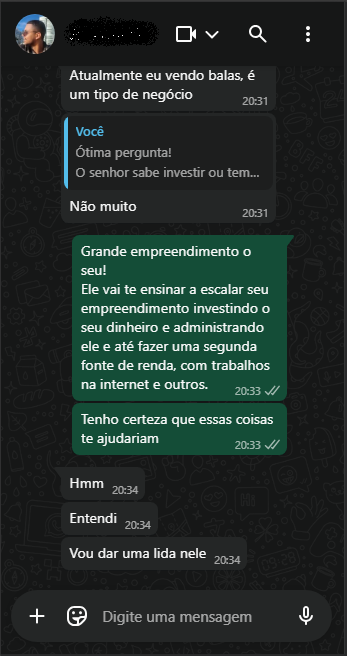 Atualmente eu vendo balas, é
um tipo de negócio
20:31
Você
Ótima pergunta!
O senhor sabe investir ou tem...
Não muito
20:31
Grande empreendimento o
seu!
Ele vai te ensinar a escalar seu
empreendimento investindo o
seu dinheiro e administrando
ele e até fazer uma segunda
fonte de renda, com trabalhos
na internet e outros.
20:33
Tenho certeza que essas coisas
te ajudariam
20:33
Hmm 20:34
Entendi 20:34
Vou dar uma lida nele 20:34
Digite uma mensagem